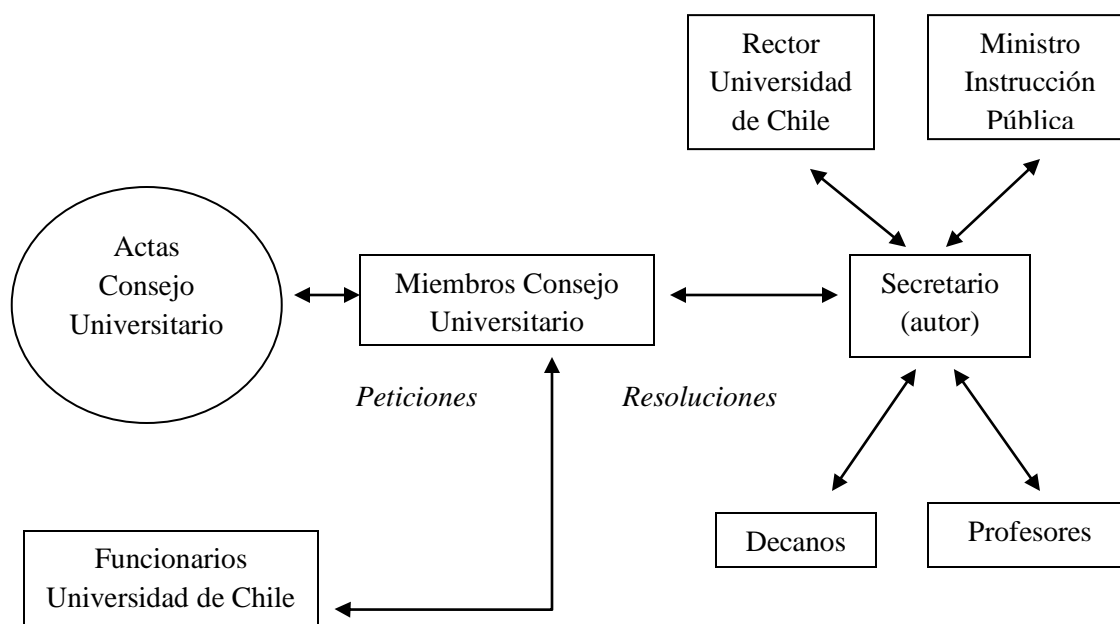 Rector
Universidad
de Chile
Ministro
Instrucción
Pública
Actas
Consejo
Universitario
Miembros Consejo
Universitario
Secretario
(autor)
Peticiones
Resoluciones
Decanos
Profesores
Funcionarios
Universidad de Chile